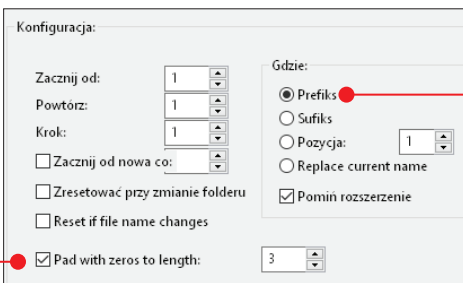 Konfiguracja:
Zacznij od: 1
Powtórz: 1
Krok: 1
Zacznij od nowa co:
Zresetować przy zmianie folderu
Reset if file name changes
Pad with zeros to length: 3
Gdzie:
Prefiks
Sufiks
Pozycja: 1
Replace current name
Pomiń rozszerzenie